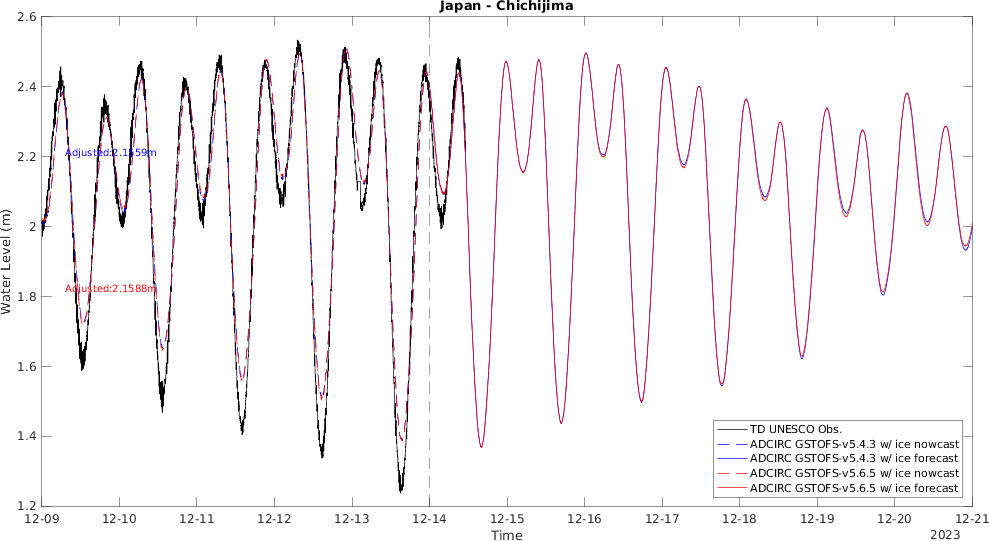 Japan - Chichijima
2.6
2.4
2.2
2
1.8
1.6
1.4
1.2
Water Level (m)
Adjusted:2.1559m
Adjusted:2.1588m
TD UNESCO Obs.
ADCIRC GSTOFS-v5.4.3 w/ ice nowcast
ADCIRC GSTOFS-v5.4.3 w/ ice forecast
ADCIRC GSTOFS-v5.6.5 w/ ice nowcast
ADCIRC GSTOFS-v5.6.5 w/ ice forecast
12-09 12-10 12-11 12-12 12-13 12-14 12-15 12-16 12-17 12-18 12-19 12-20 12-21
Time
2023